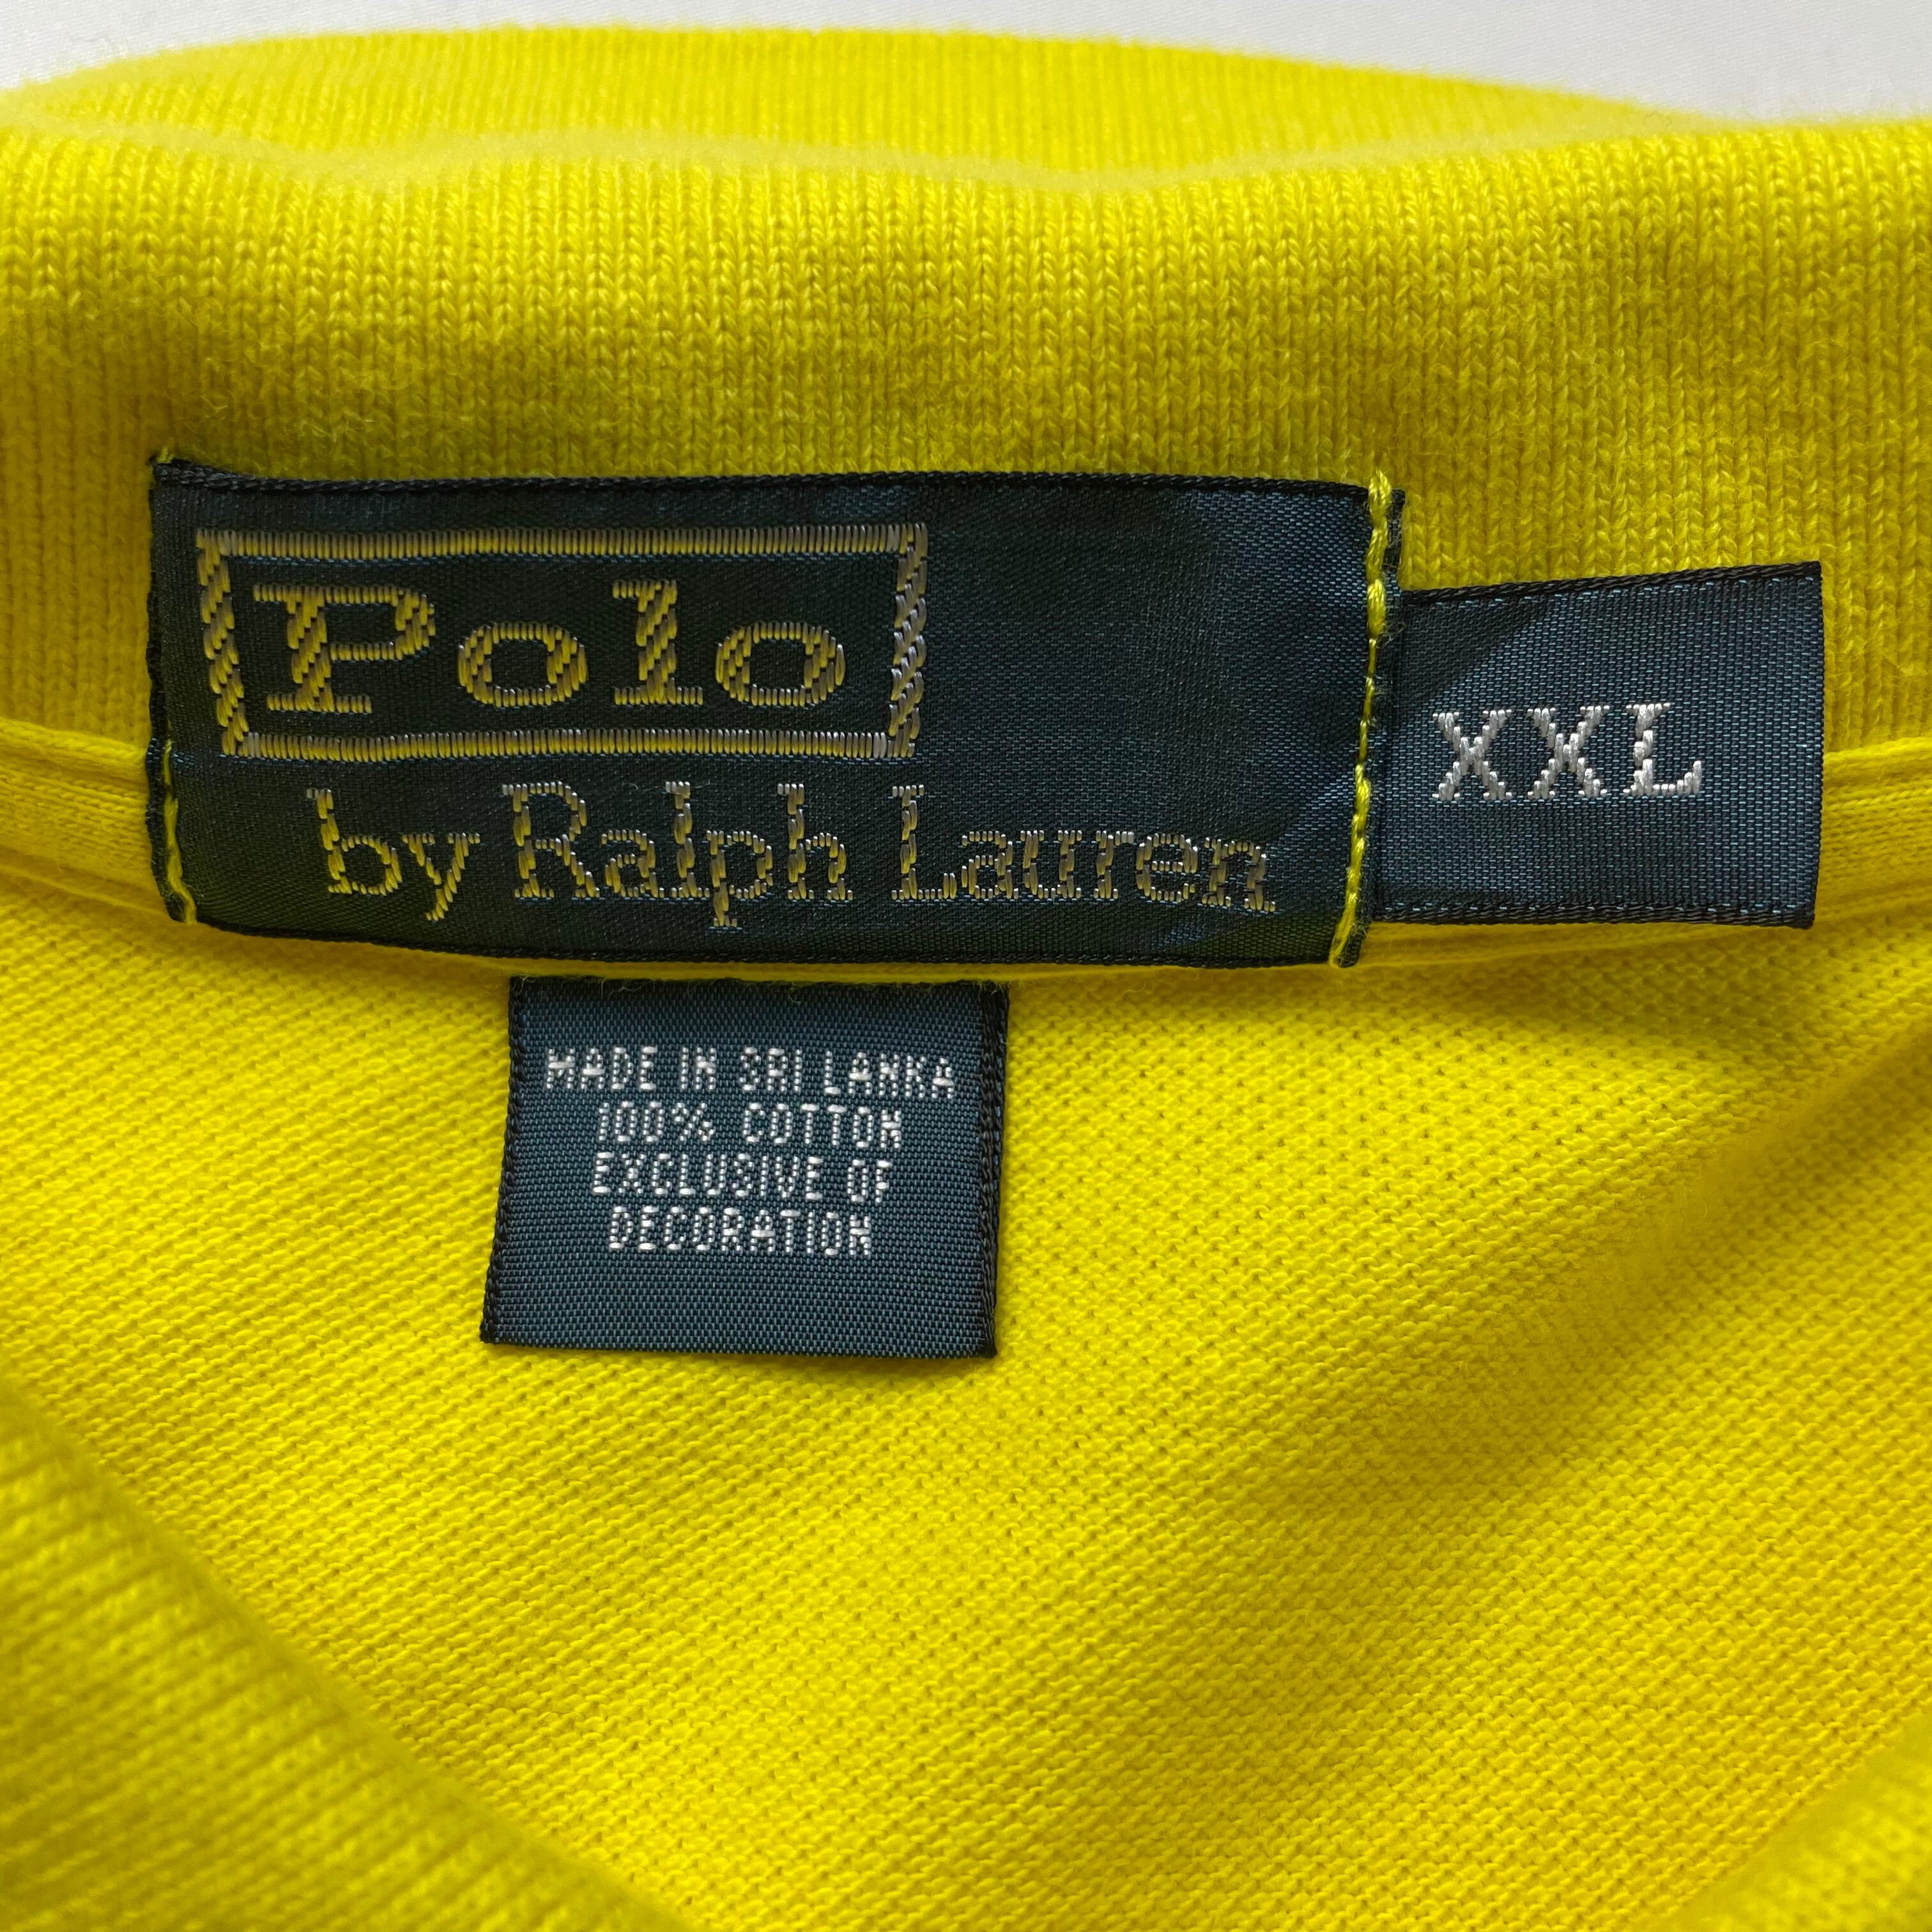 Polo
by Ralph Lauren
XXL
MADE IN SRI LANKA
100% COTTON
EXCLUSIVE OF
DECORATION